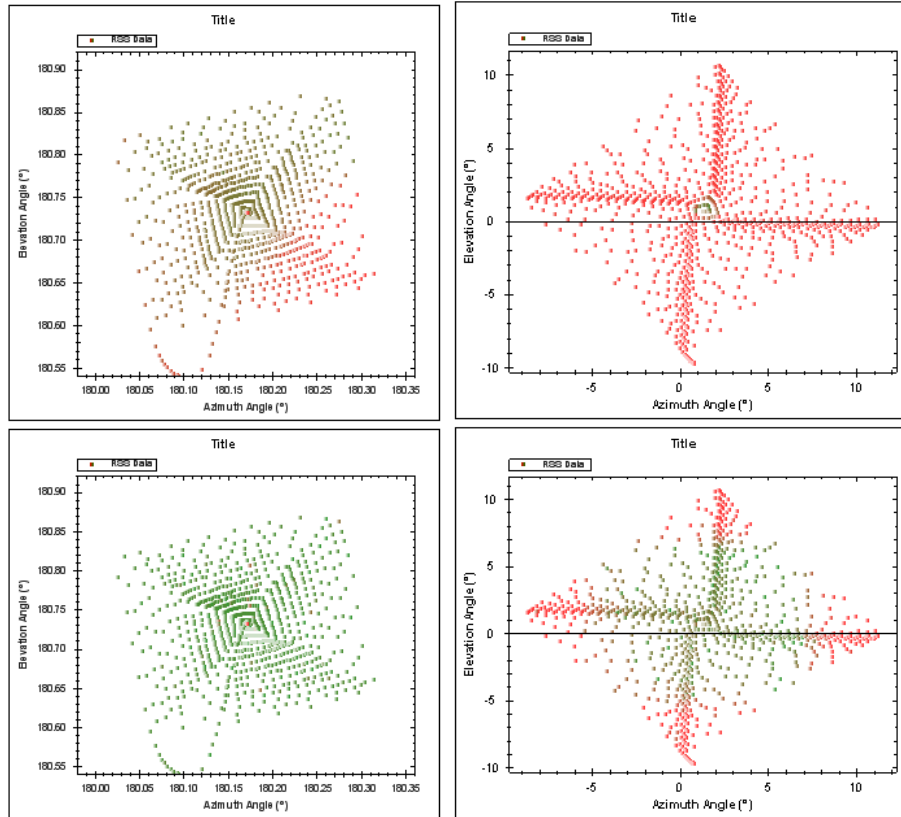 Title
RSS Data
180.90
180.85
180.80
180.75
180.70
180.65
180.60
180.55
Elevation Angle (°)
180.00 180.05 180.10 180.15 180.20 180.25 180.30 180.35
Azimuth Angle (°)
Title
RSS Data
10
5
0
-5
-10
Elevation Angle (°)
-5 0 5 10
Azimuth Angle (°)
Title
RSS Data
180.90
180.85
180.80
180.75
180.70
180.65
180.60
180.55
Elevation Angle (°)
180.00 180.05 180.10 180.15 180.20 180.25 180.30 180.35
Azimuth Angle (°)
Title
RSS Data
10
5
0
-5
-10
Elevation Angle (°)
-5 0 5 10
Azimuth Angle (°)